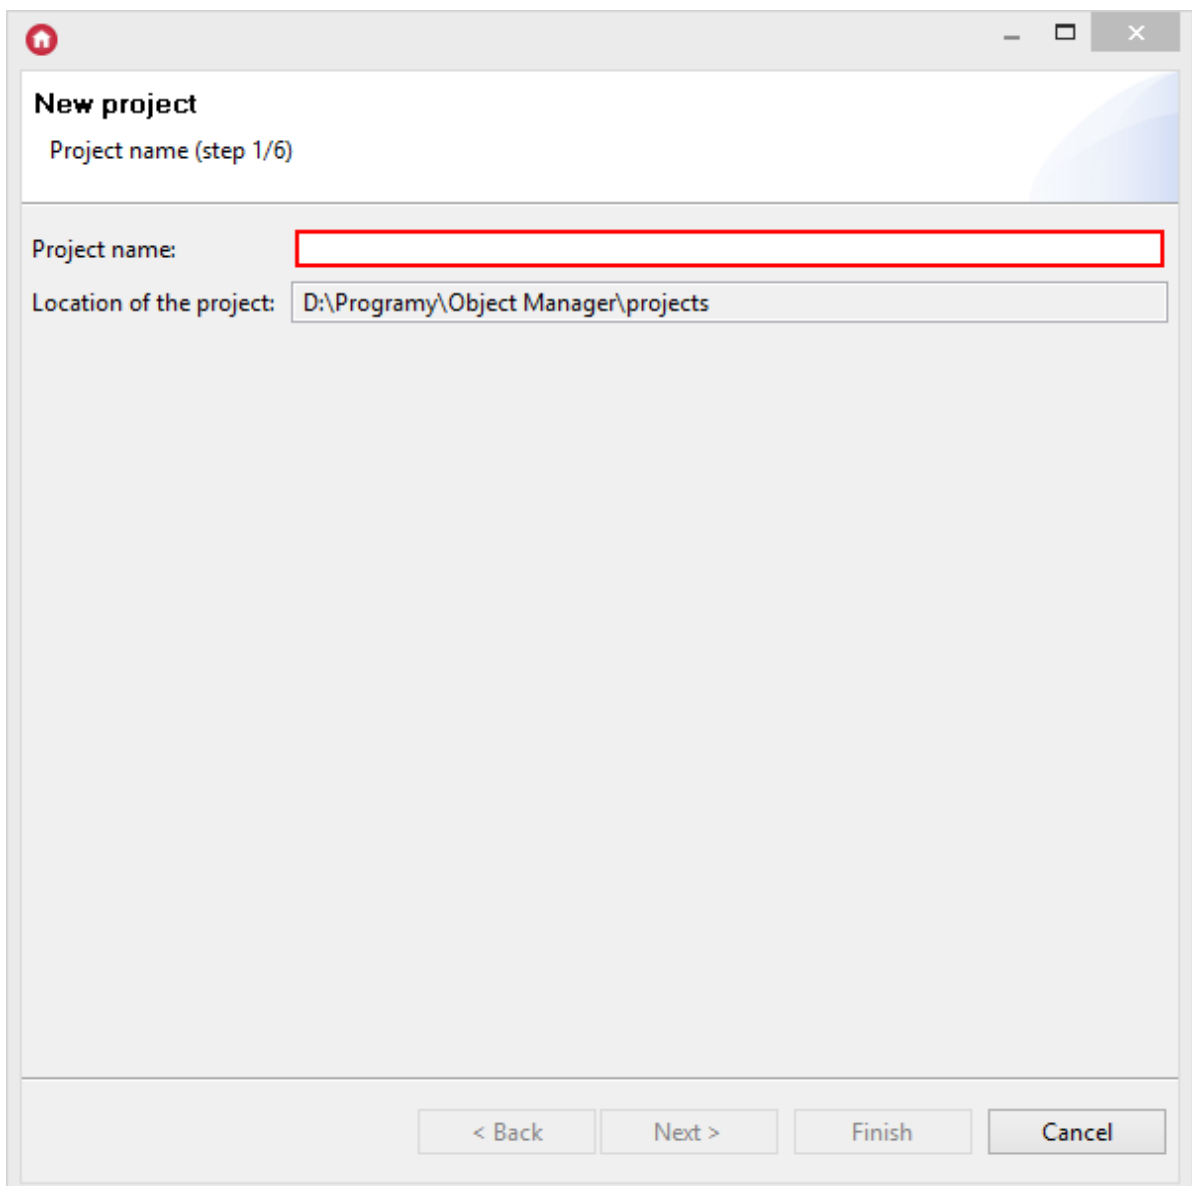 New project
Project name (step 1/6)
Project name:
Location of the project: D:\Programy\Object Manager\projects
< Back Next > Finish Cancel